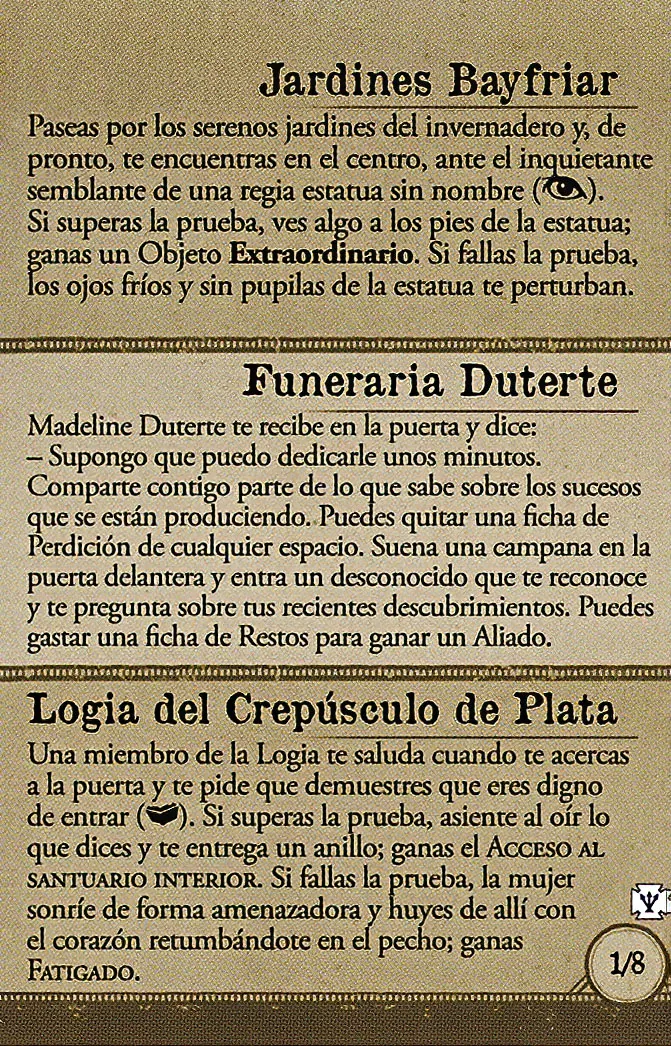 Jardines Bayfriar
Paseas por los serenos jardines del invernadero y, de
pronto, te encuentras en el centro, ante el inquietante
semblante de una regia estatua sin nombre ().
Si superas la prueba, ves algo a los pies de la estatua;
ganas un Objeto Extraordinario. Si fallas la prueba,
los ojos fríos y sin pupilas de la estatua te perturban.
Funeraria Duterte
Madeline Duterte te recibe en la puerta y dice:
– Supongo que puedo dedicarle unos minutos.
Comparte contigo parte de lo que sabe sobre los sucesos
que se están produciendo. Puedes quitar una ficha de
Perdición de cualquier espacio. Suena una campana en la
puerta delantera y entra un desconocido que te reconoce
y te pregunta sobre tus recientes descubrimientos. Puedes
gastar una ficha de Restos para ganar un Aliado.
Logia del Crepúsculo de Plata
Una miembro de la Logia te saluda cuando te acercas
a la puerta y te pide que demuestres que eres digno
de entrar (). Si superas la prueba, asiente al oír lo
que dices y te entrega un anillo; ganas el ACCESO AL
SANTUARIO INTERIOR. Si fallas la prueba, la mujer
sonríe de forma amenazadora y huyes de allí con
el corazón retumbándote en el pecho; ganas
FATIGADO.
1/8